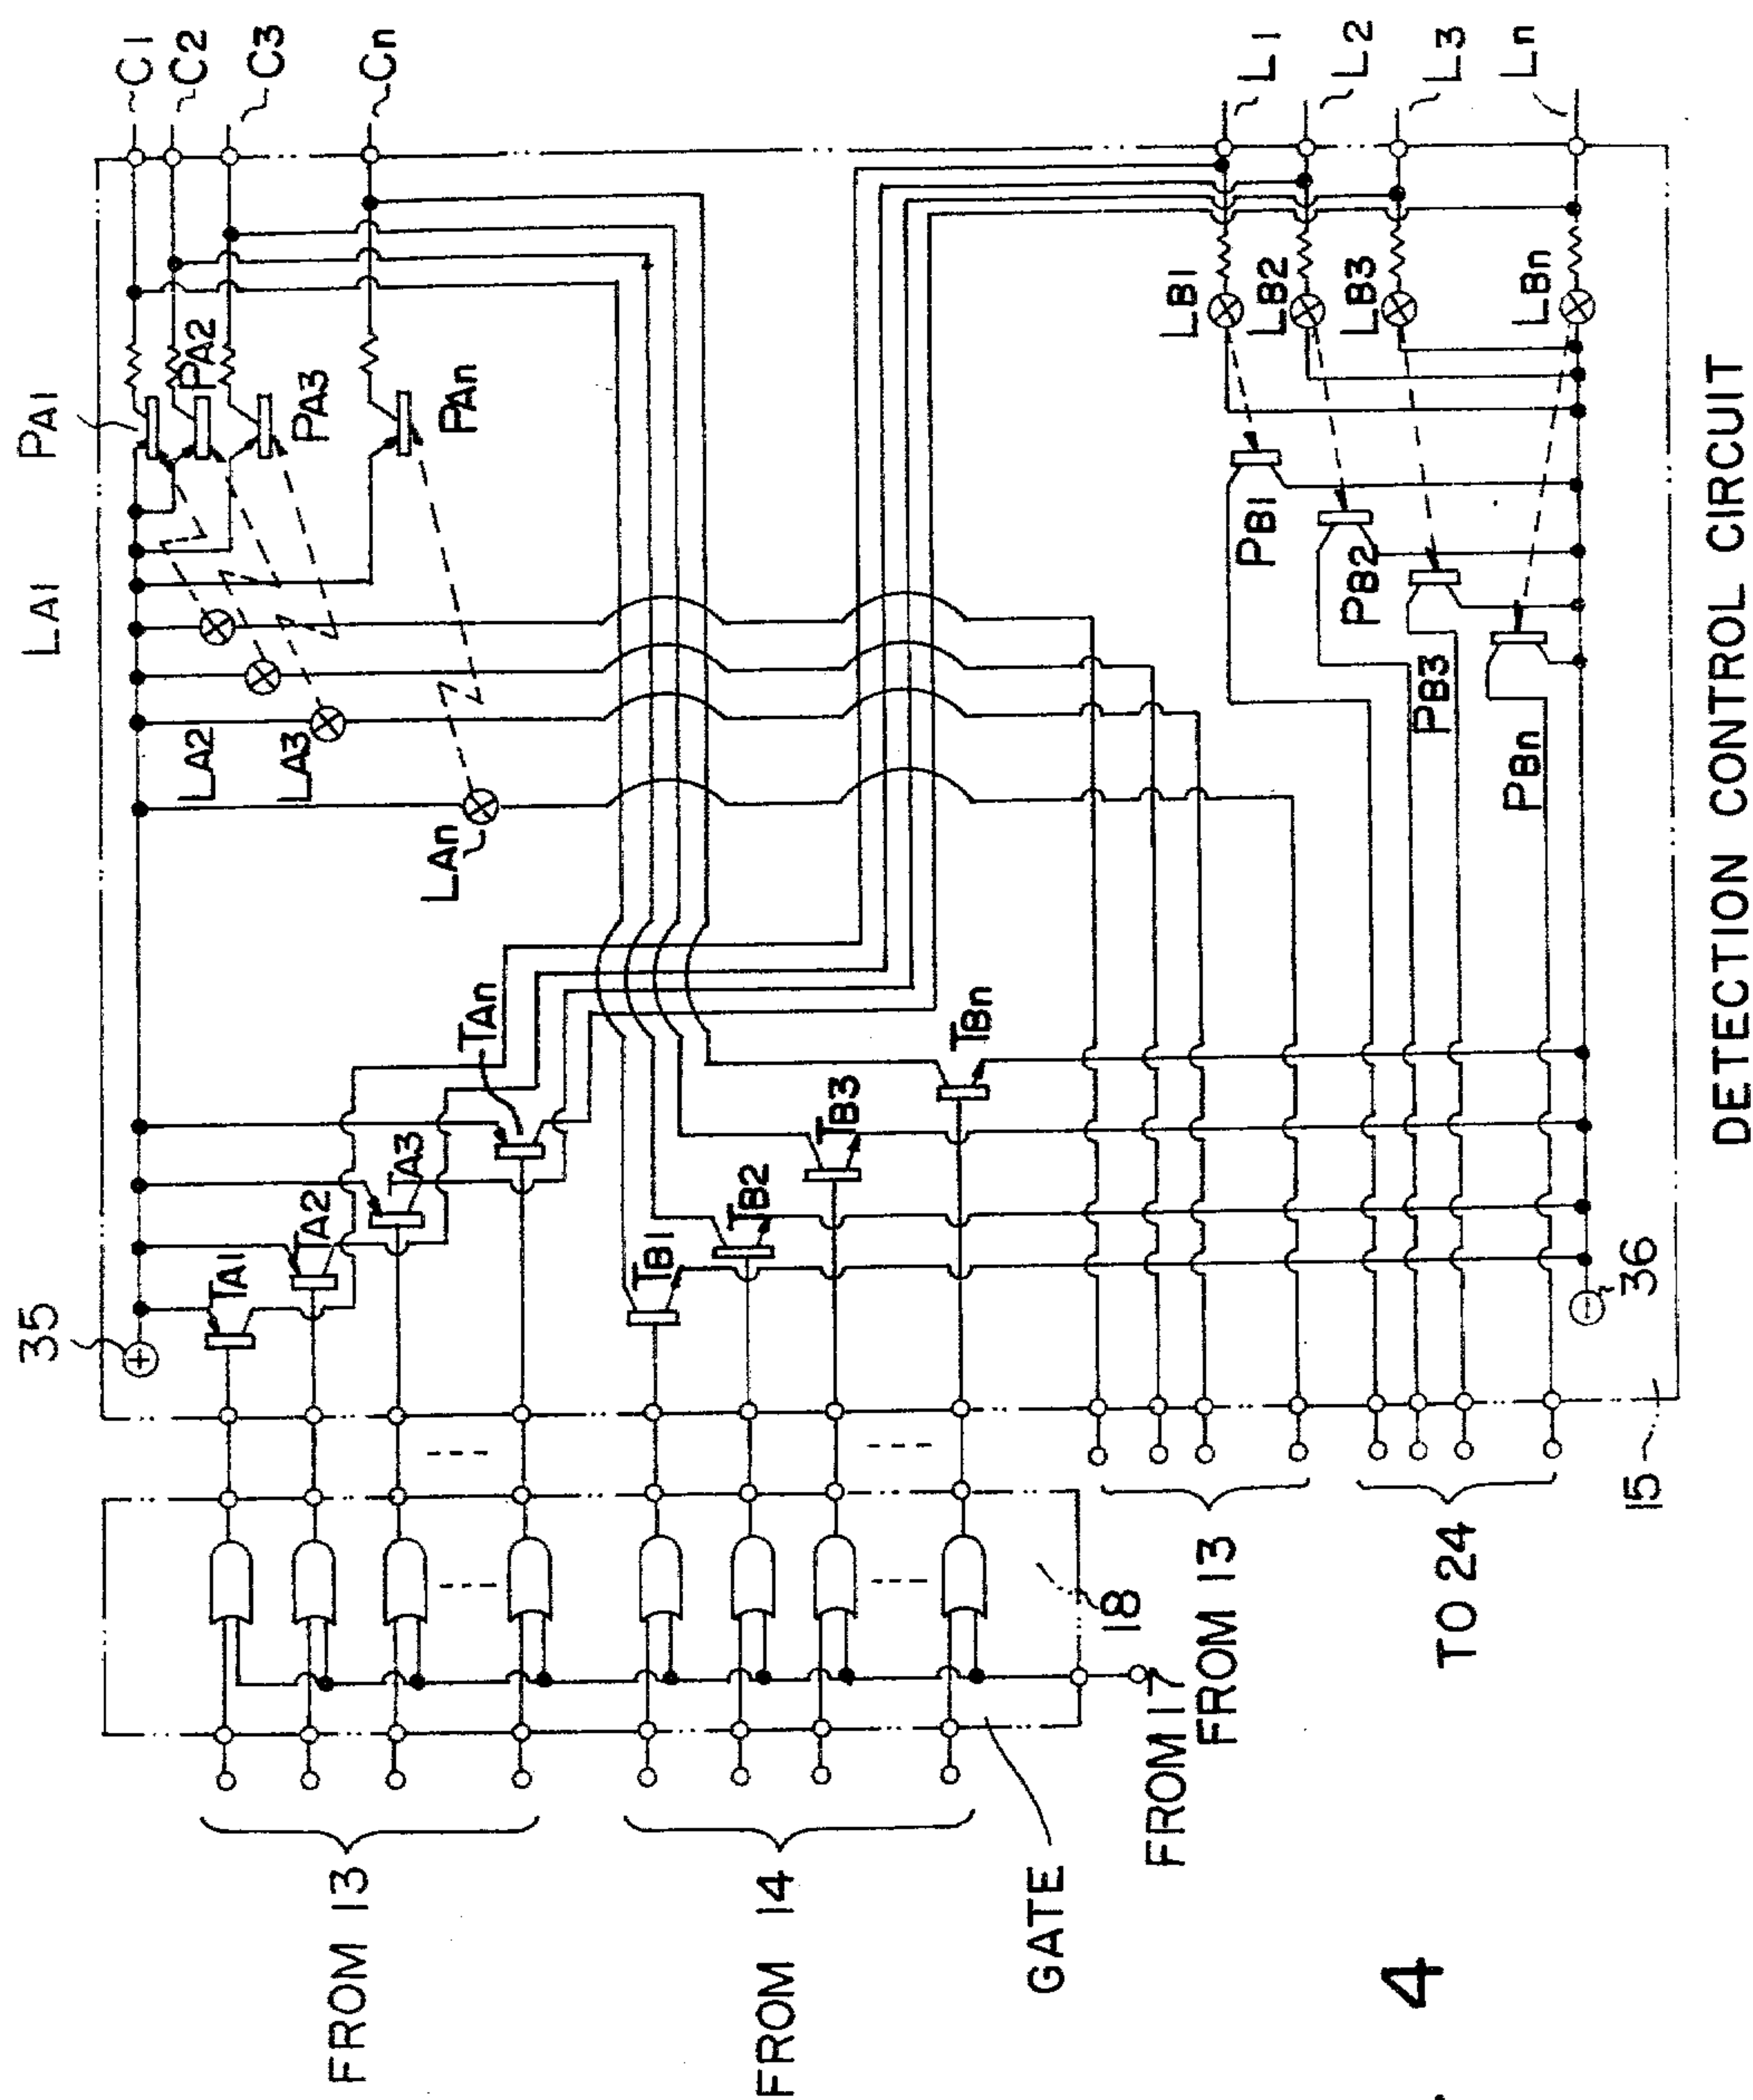 35
LA1
PA1
C1
C2
C3
Cn
PA2
PA3
PAn
LA2
LA3
LAn
+
TA1
TA2
TA3
TAn
TB1
TB2
TB3
TBn
LB1
LB2
LB3
LBn
L1
L2
L3
Ln
PB1
PB2
PB3
PBn
-
36
15
FROM 13
FROM 14
GATE
18
FROM 17
FROM 13
TO 24
DETECTION CONTROL CIRCUIT
4